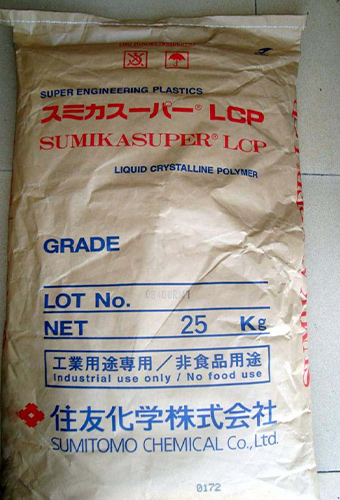 SUPER ENGINEERING PLASTICS
スミカスーパー® LCP
SUMIKASUPER® LCP
LIQUID CRYSTALLINE POLYMER
GRADE
LOT No.
NET 25 Kg
工業用途専用/非食品用途
Industrial use only / No food use
住友化学株式会社
SUMITOMO CHEMICAL Co., Ltd.
0172